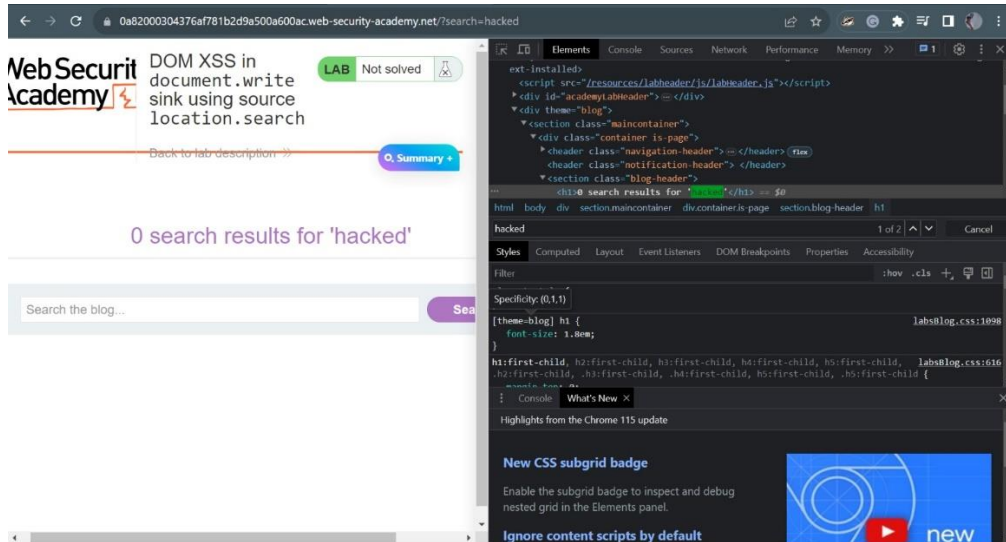 0a82000304376af781b2d9a500a600ac.web-security-academy.net/?search=hacked
Web Securit
Academy
DOM XSS in
document.write
sink using source
location.search
LAB Not solved
Back to lab description
Summary +
0 search results for 'hacked'
Search the blog...
Sea
Elements Console Sources Network Performance Memory 1
ext-installed>
<script src="/resources/labheader/js/labHeader.js"></script>
<div id="academyLabHeader"> </div>
<div theme="blog">
<section class="maincontainer">
<div class="container is-page">
<header class="navigation-header"> </header> flex
<header class="notification-header"> </header>
<section class="blog-header">
<h1>0 search results for 'hacked'</h1> == $0
html body div section.maincontainer div.container.is-page section.blog-header h1
hacked 1 of 2 Cancel
Styles Computed Layout Event Listeners DOM Breakpoints Properties Accessibility
Filter :hov .cls +
Specificity: (0,1,1)
[theme=blog] h1 { labsBlog.css:1098
font-size: 1.8em;
}
h1:first-child, h2:first-child, h3:first-child, h4:first-child, h5:first-child, labsBlog.css:616
.h2:first-child, .h3:first-child, .h4:first-child, h5:first-child, .h5:first-child {
margin-top: 0;
Console What's New
Highlights from the Chrome 115 update
New CSS subgrid badge
Enable the subgrid badge to inspect and debug
nested grid in the Elements panel.
Ignore content scripts by default
new